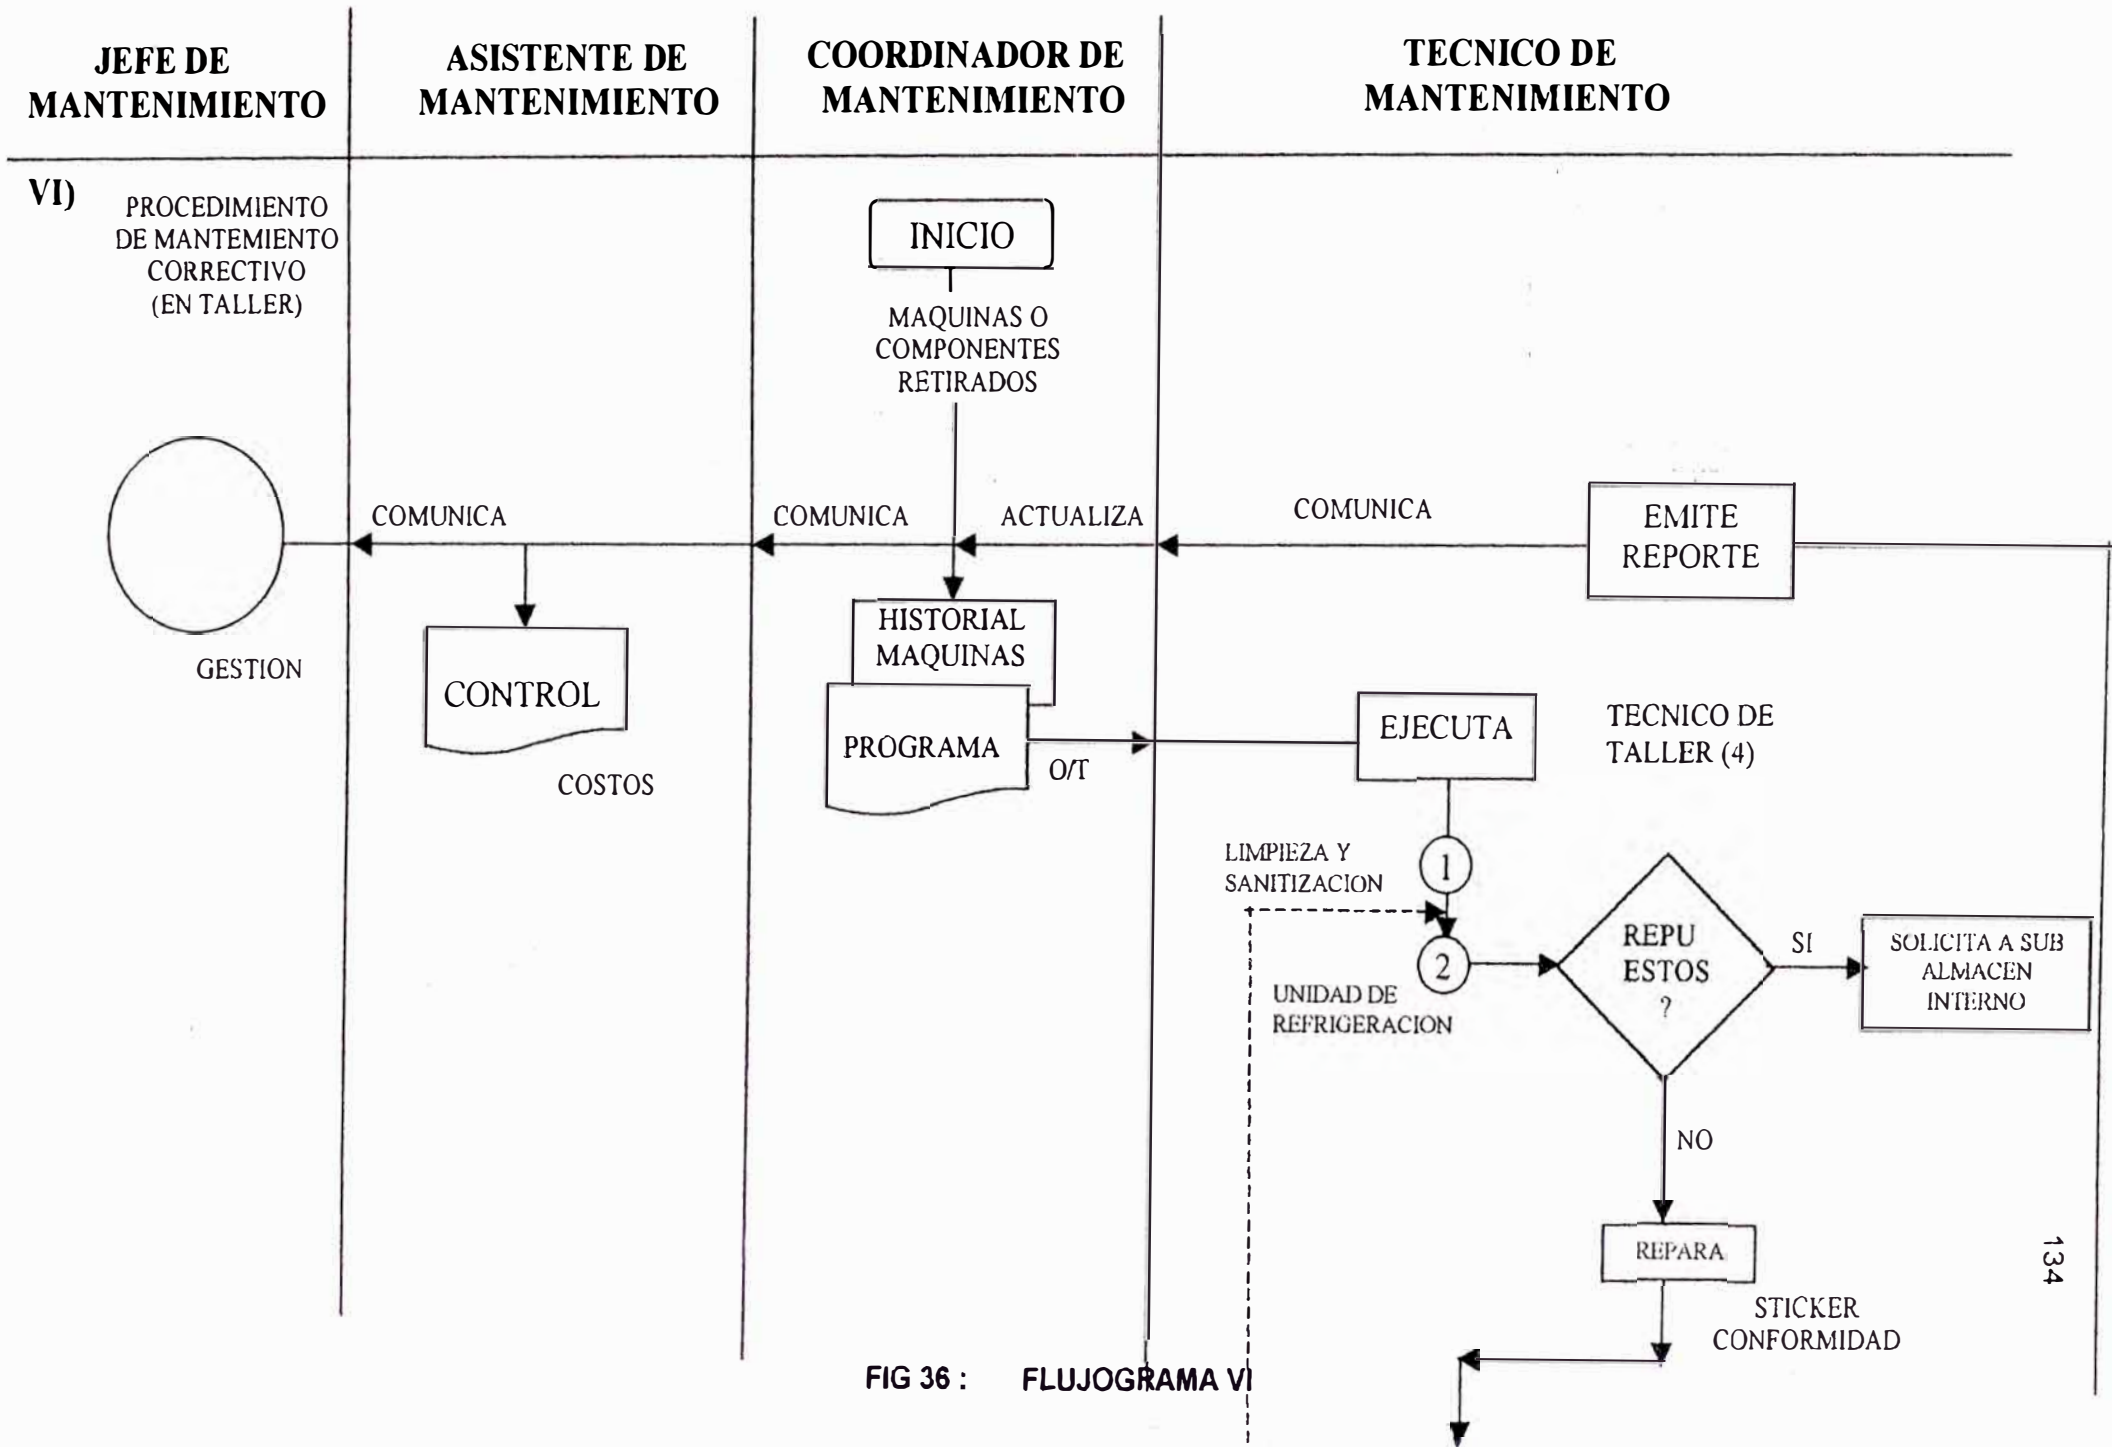 JEFE DE
MANTENIMIENTO
ASISTENTE DE
MANTENIMIENTO
COORDINADOR DE
MANTENIMIENTO
TECNICO DE
MANTENIMIENTO
VI)
PROCEDIMIENTO
DE MANTEMIENTO
CORRECTIVO
(EN TALLER)
INICIO
MAQUINAS O
COMPONENTES
RETIRADOS
COMUNICA
COMUNICA
ACTUALIZA
COMUNICA
EMITE
REPORTE
GESTION
CONTROL
COSTOS
HISTORIAL
MAQUINAS
PROGRAMA
O/T
EJECUTA
TECNICO DE
TALLER (4)
LIMPIEZA Y
SANITIZACION
1
2
UNIDAD DE
REFRIGERACION
REPU
ESTOS
?
SI
SOLICITA A SUB
ALMACEN
INTERNO
NO
REPARA
STICKER
CONFORMIDAD
134
FIG 36 : FLUJOGRAMA VI